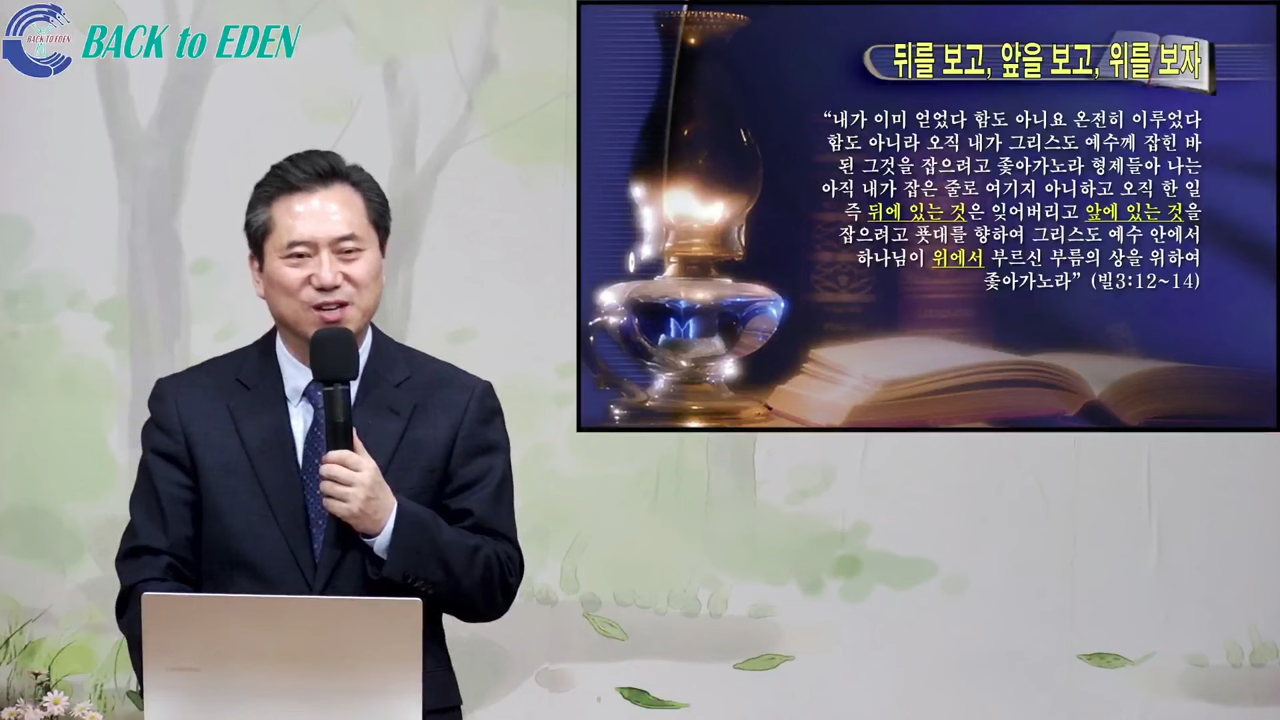 BACK TO EDEN
BACK to EDEN
뒤를 보고, 앞을 보고, 위를 보자
“내가 이미 얻었다 함도 아니요 온전히 이루었다
함도 아니라 오직 내가 그리스도 예수께 잡힌 바
된 그것을 잡으려고 좇아가노라 형제들아 나는
아직 내가 잡은 줄로 여기지 아니하고 오직 한 일
즉 뒤에 있는 것은 잊어버리고 앞에 있는 것을
잡으려고 푯대를 향하여 그리스도 예수 안에서
하나님이 위에서 부르신 부름의 상을 위하여
좇아가노라” (빌3:12~14)